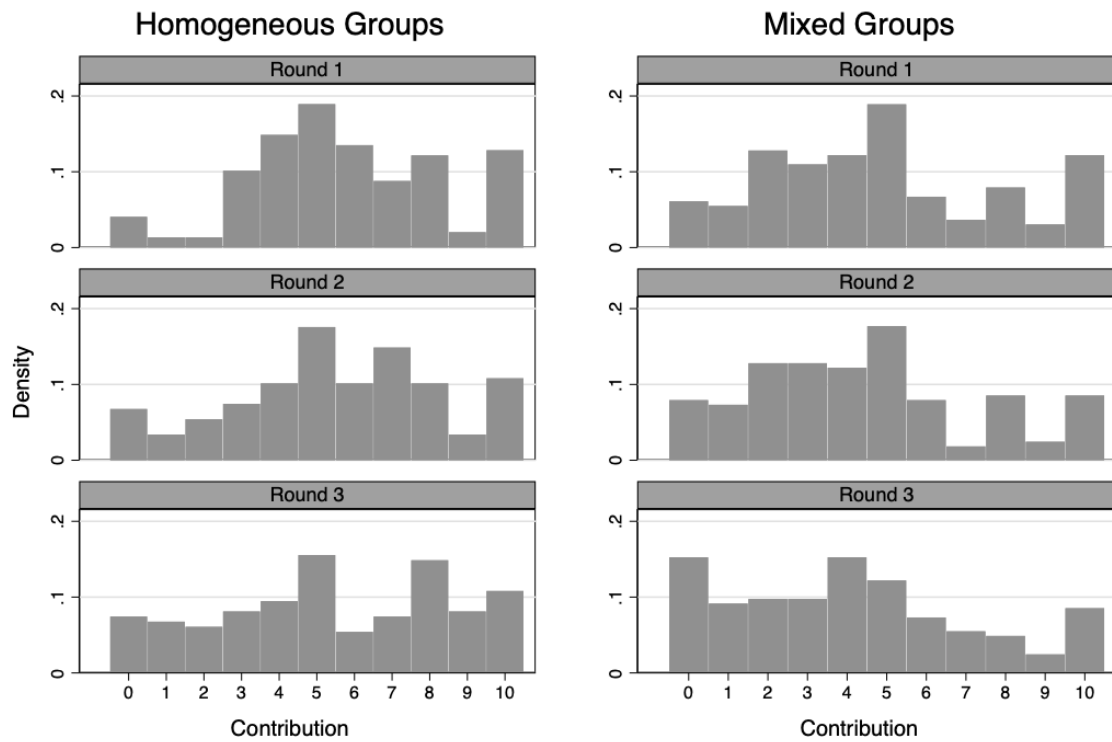 Homogeneous Groups
Mixed Groups
Round 1
.2
.1
0
Round 1
.2
.1
0
Round 2
.2
.1
0
Round 2
.2
.1
0
Density
Round 3
.2
.1
0
Round 3
.2
.1
0
0 1 2 3 4 5 6 7 8 9 10
0 1 2 3 4 5 6 7 8 9 10
Contribution
Contribution